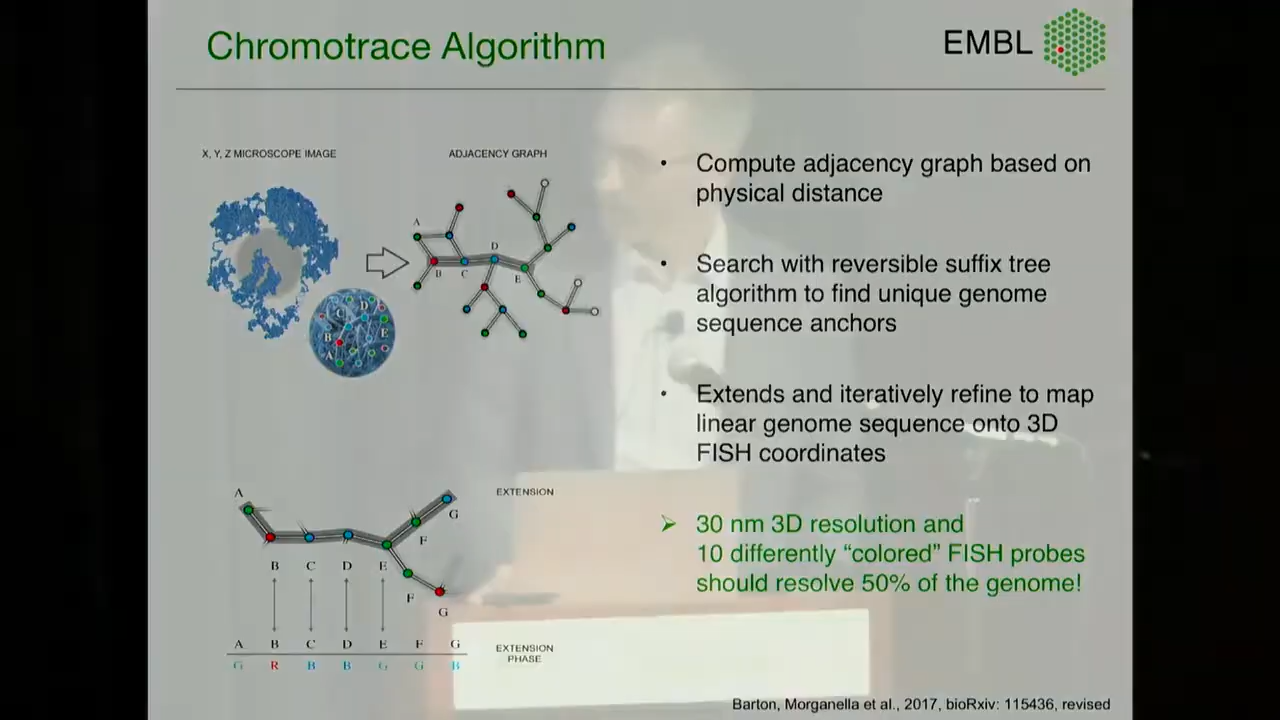 Chromotrace Algorithm
EMBL
X, Y, Z MICROSCOPE IMAGE
ADJACENCY GRAPH
A
B
C
D
E
C
D
B
E
A
• Compute adjacency graph based on
physical distance
• Search with reversible suffix tree
algorithm to find unique genome
sequence anchors
• Extends and iteratively refine to map
linear genome sequence onto 3D
FISH coordinates
➤ 30 nm 3D resolution and
10 differently “colored” FISH probes
should resolve 50% of the genome!
A
EXTENSION
G
F
B C D E
F
G
A B C D E F G
G R B B G G B
EXTENSION
PHASE
Barton, Morganella et al., 2017, bioRxiv: 115436, revised